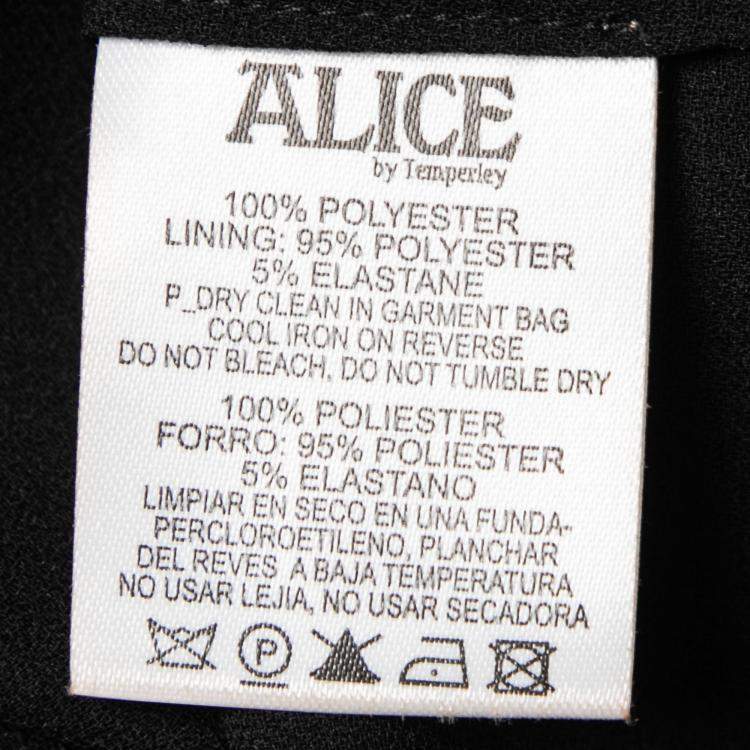 ALICE
by Temperley
100% POLYESTER
LINING: 95% POLYESTER
5% ELASTANE
P_DRY CLEAN IN GARMENT BAG
COOL IRON ON REVERSE
DO NOT BLEACH, DO NOT TUMBLE DRY
100% POLIESTER
FORRO: 95% POLIESTER
5% ELASTANO
LIMPIAR EN SECO EN UNA FUNDA-
PERCLOROETILENO, PLANCHAR
DEL REVES A BAJA TEMPERATURA
NO USAR LEJIA, NO USAR SECADORA
P